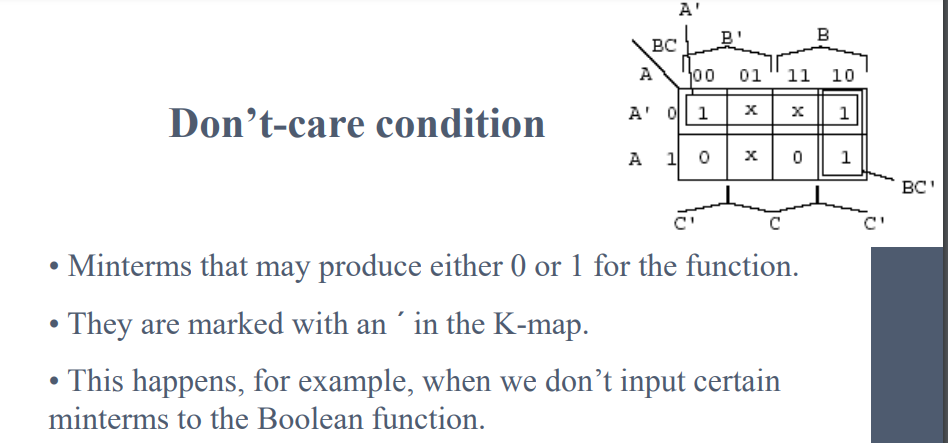 A'
BC B' B
A 00 01 11 10
Don’t-care condition
A' 0 1 x x 1
A 1 0 x 0 1
BC'
C' C C'
• Minterms that may produce either 0 or 1 for the function.
• They are marked with an ´ in the K-map.
• This happens, for example, when we don’t input certain
minterms to the Boolean function.